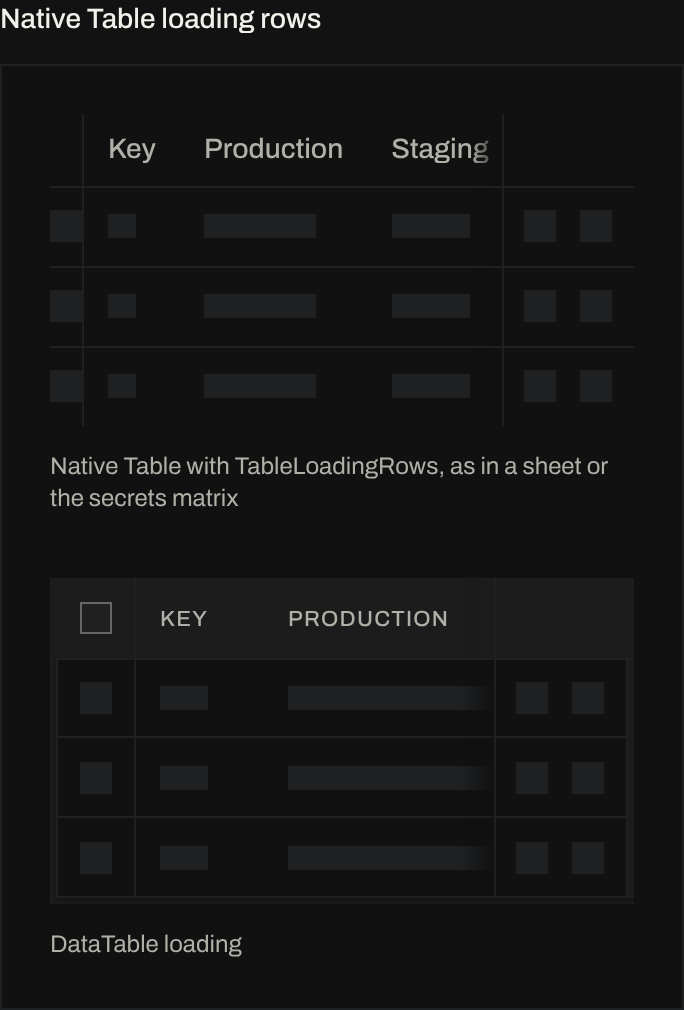 Native Table loading rows
Key Production Staging
Native Table with TableLoadingRows, as in a sheet or
the secrets matrix
KEY PRODUCTION
DataTable loading